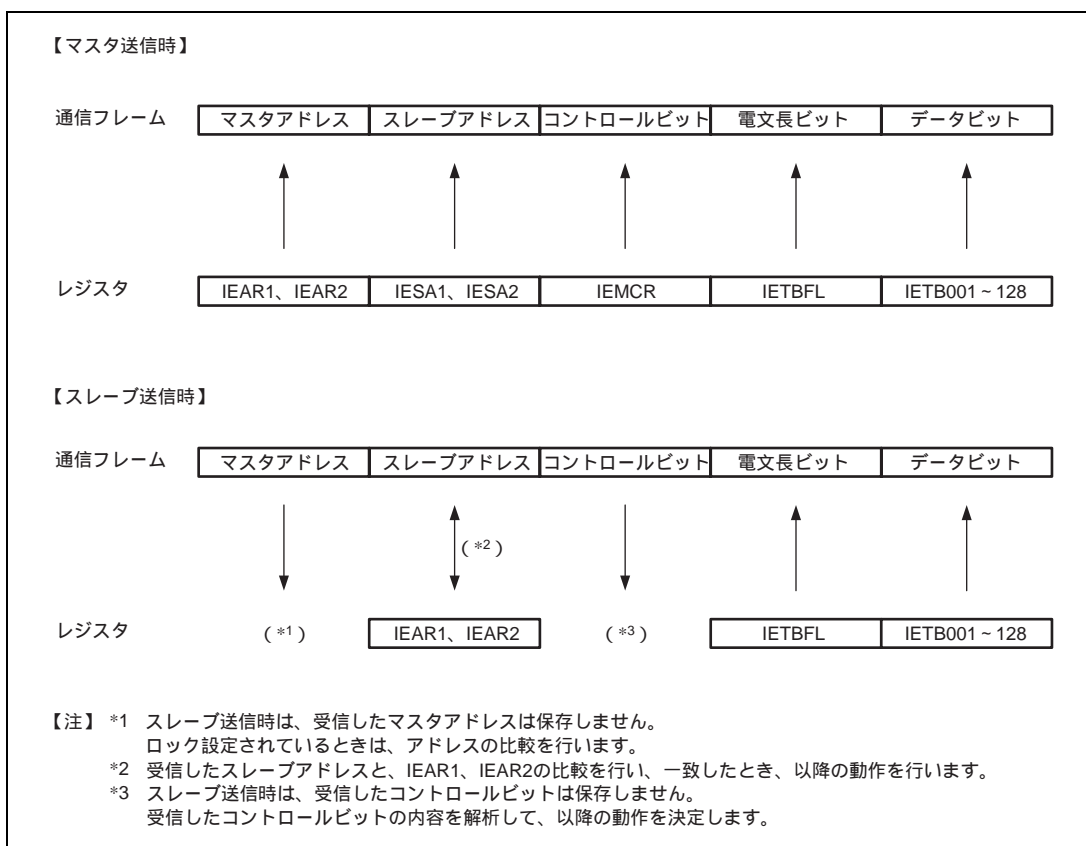 【マスタ送信時】
通信フレーム マスタアドレス スレーブアドレス コントロールビット 電文長ビット データビット
レジスタ IEAR1、IEAR2 IESA1、IESA2 IEMCR IETBFL IETB001～128
【スレーブ送信時】
通信フレーム マスタアドレス スレーブアドレス コントロールビット 電文長ビット データビット
(*2)
レジスタ (*1) IEAR1、IEAR2 (*3) IETBFL IETB001～128
【注】 *1 スレーブ送信時は、受信したマスタアドレスは保存しません。
ロック設定されているときは、アドレスの比較を行います。
*2 受信したスレーブアドレスと、IEAR1、IEAR2の比較を行い、一致したとき、以降の動作を行います。
*3 スレーブ送信時は、受信したコントロールビットは保存しません。
受信したコントロールビットの内容を解析して、以降の動作を決定します。